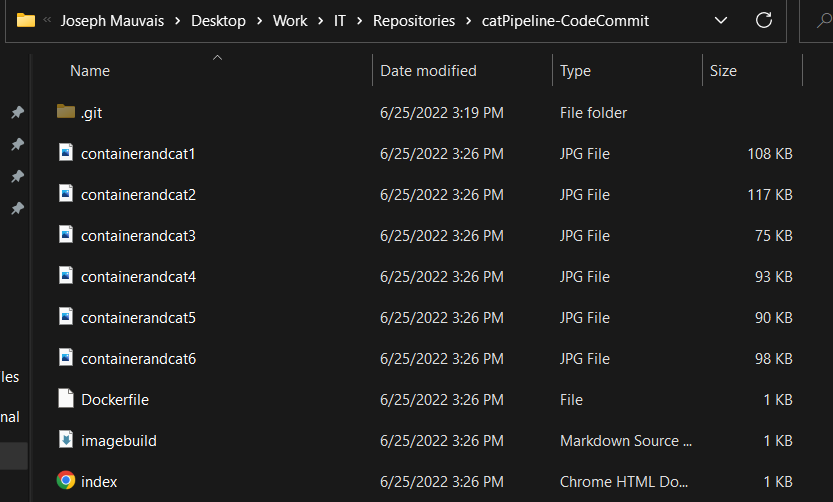 Joseph Mauvais > Desktop > Work > IT > Repositories > catPipeline-CodeCommit
Name Date modified Type Size
.git 6/25/2022 3:19 PM File folder
containerandcat1 6/25/2022 3:26 PM JPG File 108 KB
containerandcat2 6/25/2022 3:26 PM JPG File 117 KB
containerandcat3 6/25/2022 3:26 PM JPG File 75 KB
containerandcat4 6/25/2022 3:26 PM JPG File 93 KB
containerandcat5 6/25/2022 3:26 PM JPG File 90 KB
containerandcat6 6/25/2022 3:26 PM JPG File 98 KB
les
Dockerfile 6/25/2022 3:26 PM File 1 KB
nal
imagebuild 6/25/2022 3:26 PM Markdown Source ... 1 KB
index 6/25/2022 3:26 PM Chrome HTML Do... 1 KB